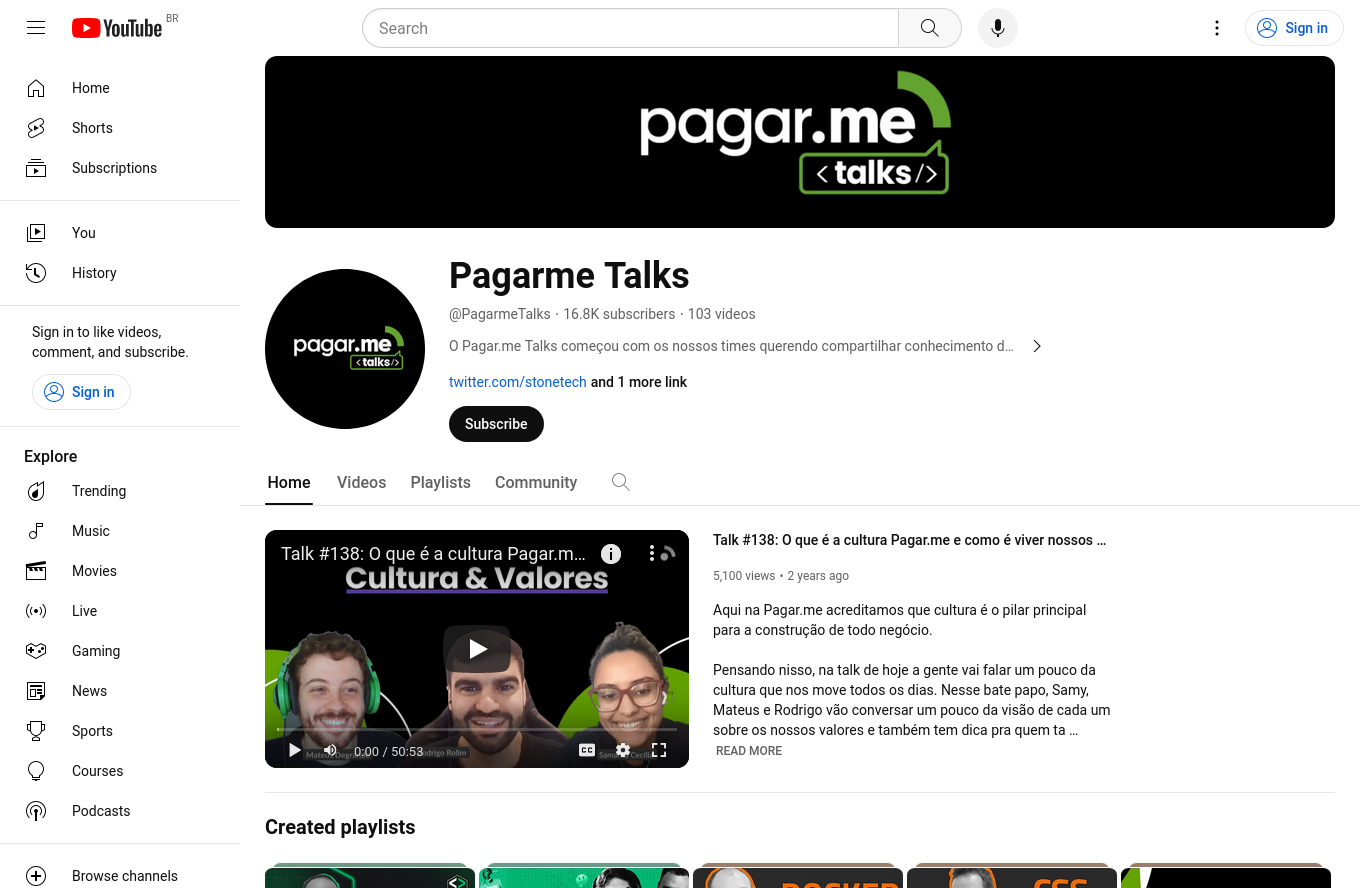 YouTube BR
Search
Sign in
Home
Shorts
Subscriptions
You
History
Sign in to like videos,
comment, and subscribe.
Sign in
Explore
Trending
Music
Movies
Live
Gaming
News
Sports
Courses
Podcasts
Browse channels
pagar.me
<talks/>
pagar.me
<talks/>
Pagarme Talks
@PagarmeTalks · 16.8K subscribers · 103 videos
O Pagar.me Talks começou com os nossos times querendo compartilhar conhecimento d...
twitter.com/stonetech and 1 more link
Subscribe
Home Videos Playlists Community
Talk #138: O que é a cultura Pagar.m...
Cultura & Valores
0:00 / 50:53
Talk #138: O que é a cultura Pagar.me e como é viver nossos ...
5,100 views • 2 years ago
Aqui na Pagar.me acreditamos que cultura é o pilar principal
para a construção de todo negócio.
Pensando nisso, na talk de hoje a gente vai falar um pouco da
cultura que nos move todos os dias. Nesse bate papo, Samy,
Mateus e Rodrigo vão conversar um pouco da visão de cada um
sobre os nossos valores e também tem dica pra quem ta ...
READ MORE
Created playlists
DOCKER
CSS